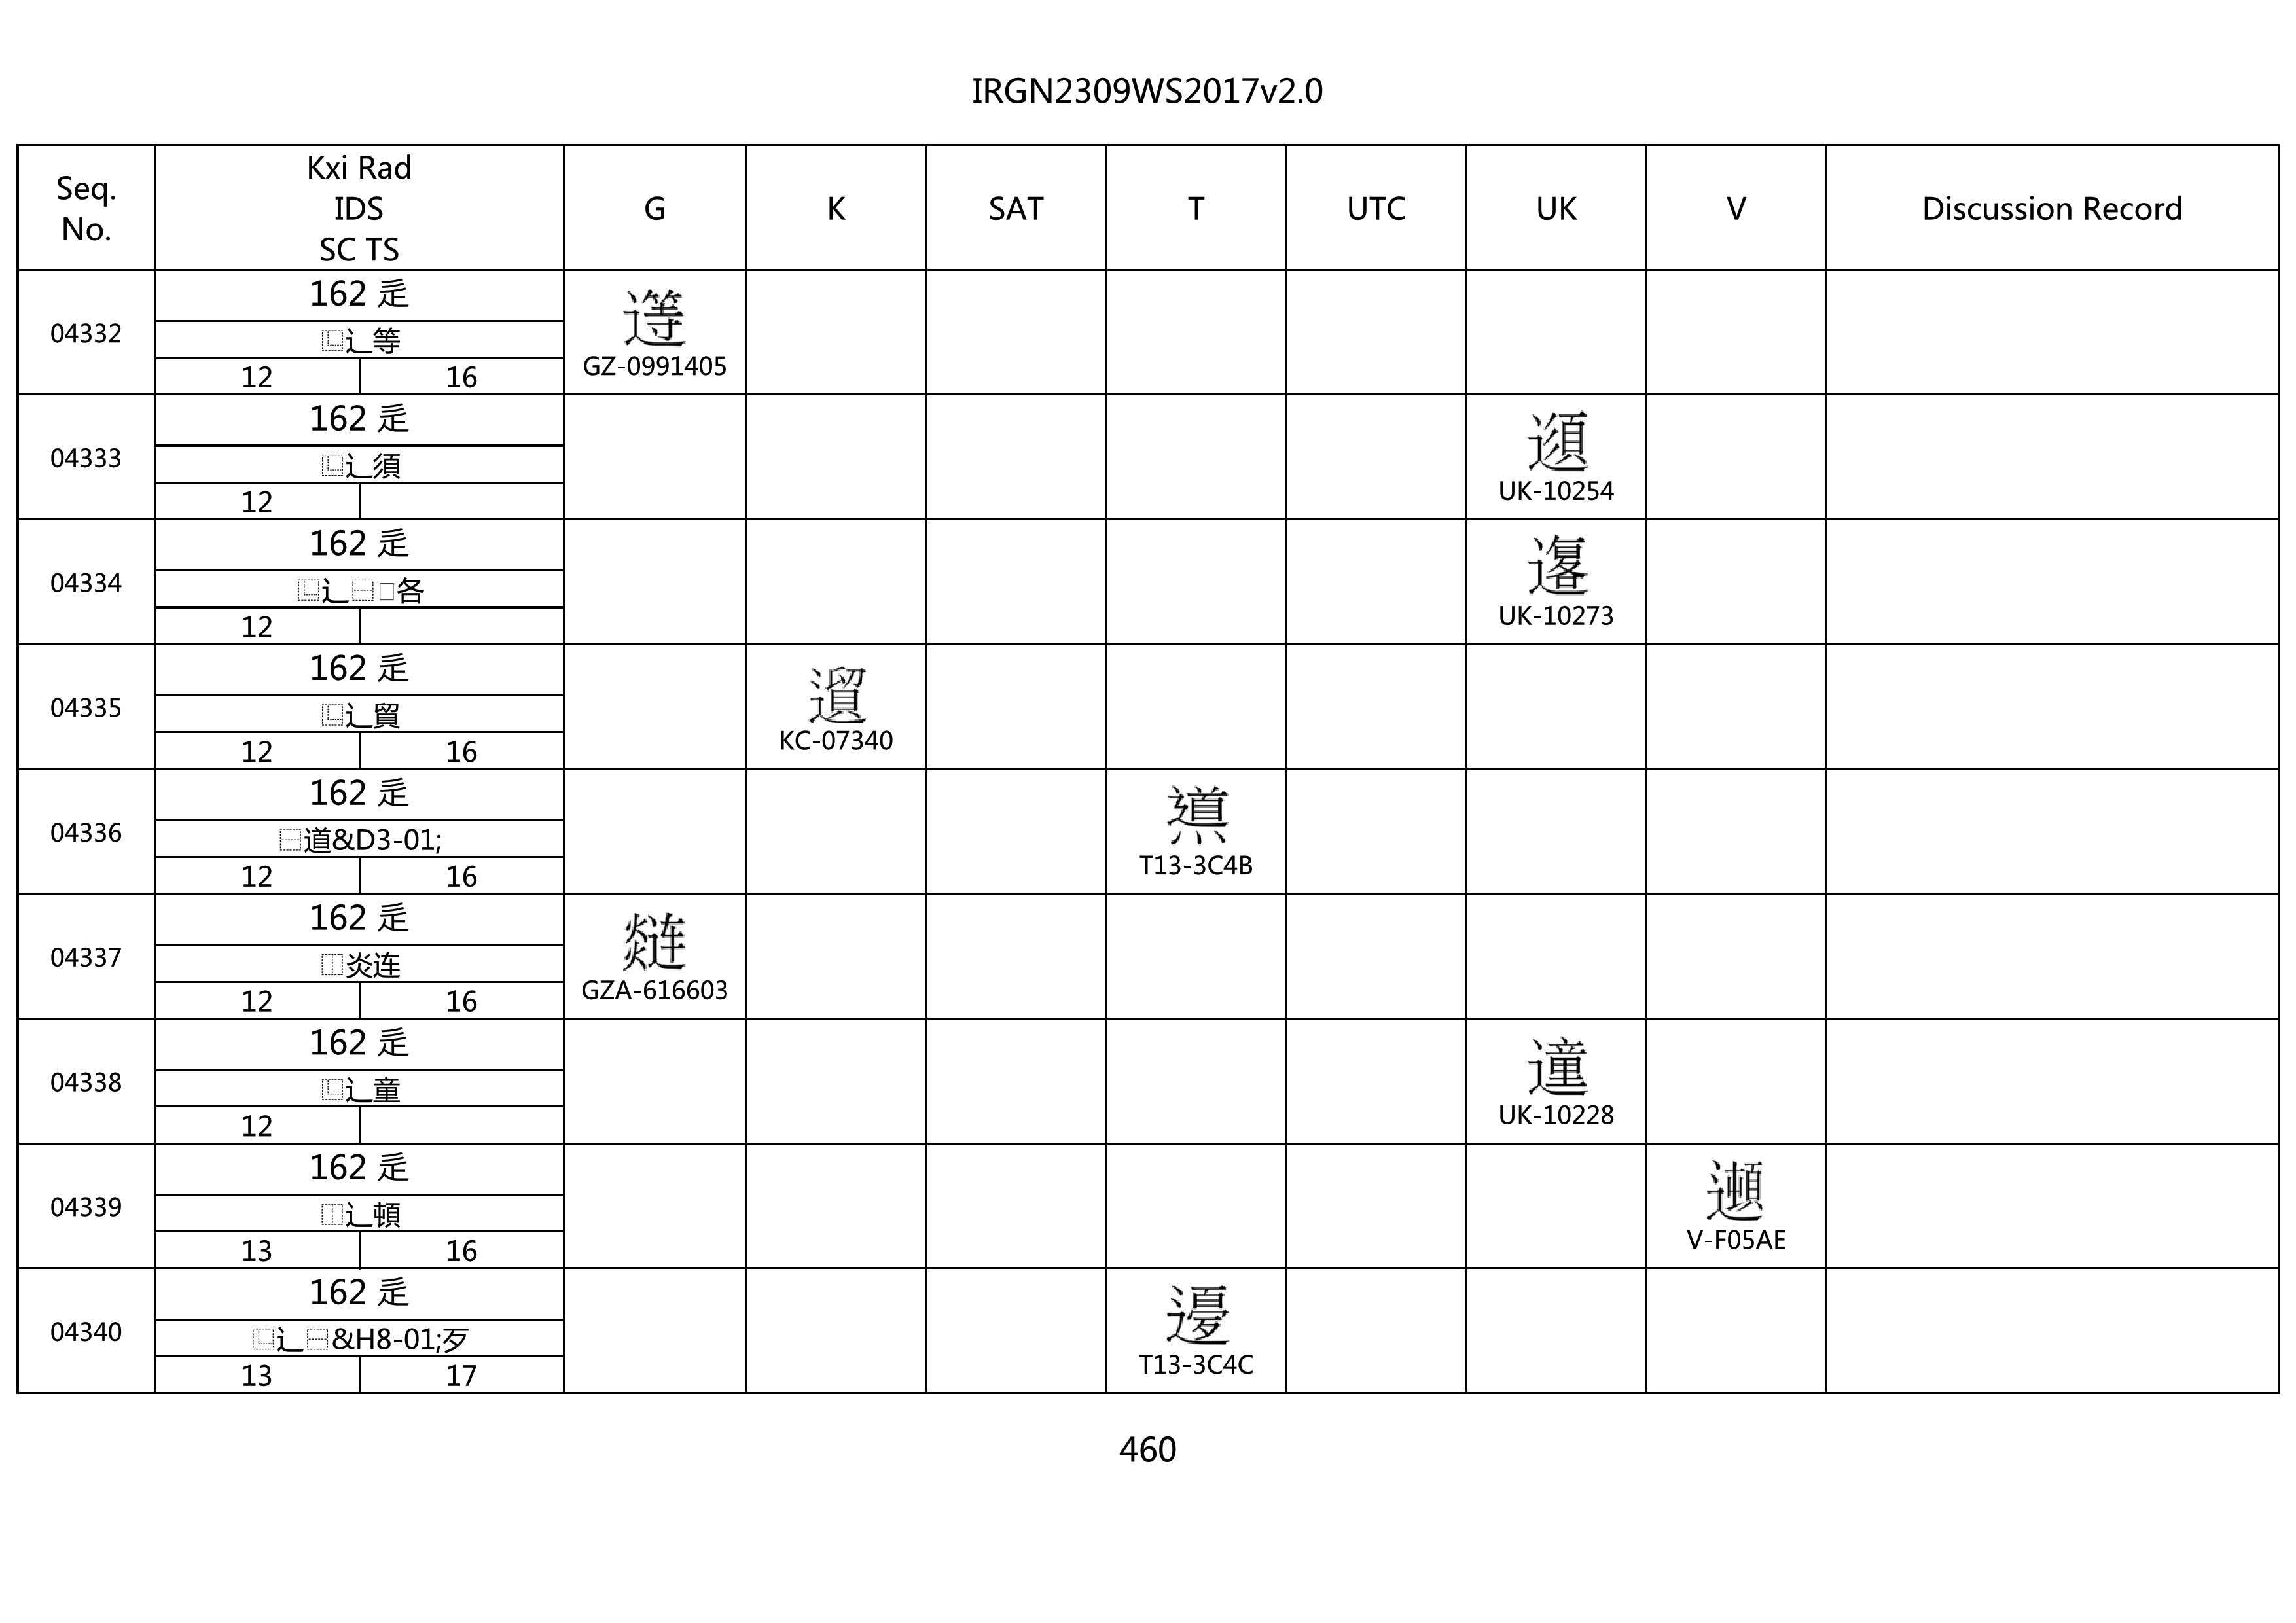 IRGN2309WS2017v2.0
Seq. No.
Kxi Rad
IDS
SC TS
G K SAT T UTC UK V Discussion Record
04332
162 辵
⿺辶等
12 16
GZ-0991405
04333
162 辵
⿺辶須
12
UK-10254
04334
162 辵
⿺辶⿱各
12
UK-10273
04335
162 辵
⿺辶貿
12 16
KC-07340
04336
162 辵
⿱道&D3-01;
12 16
T13-3C4B
04337
162 辵
⿰炎连
12 16
GZA-616603
04338
162 辵
⿺辶童
12
UK-10228
04339
162 辵
⿰辶頓
13 16
V-F05AE
04340
162 辵
⿺辶⿱&H8-01;歹
13 17
T13-3C4C
460